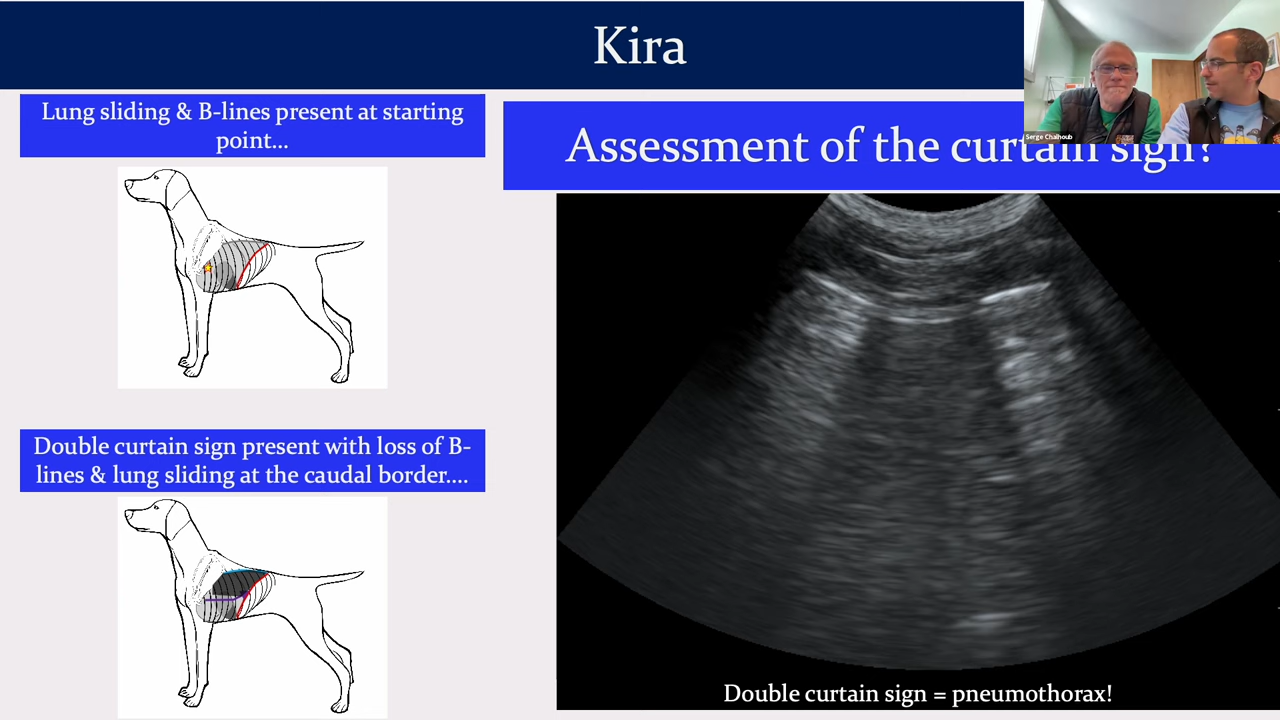 Kira
Lung sliding & B-lines present at starting
point...
Assessment of the curtain sign?
Serge Chalhoub
Double curtain sign present with loss of B-
lines & lung sliding at the caudal border....
Double curtain sign = pneumothorax!